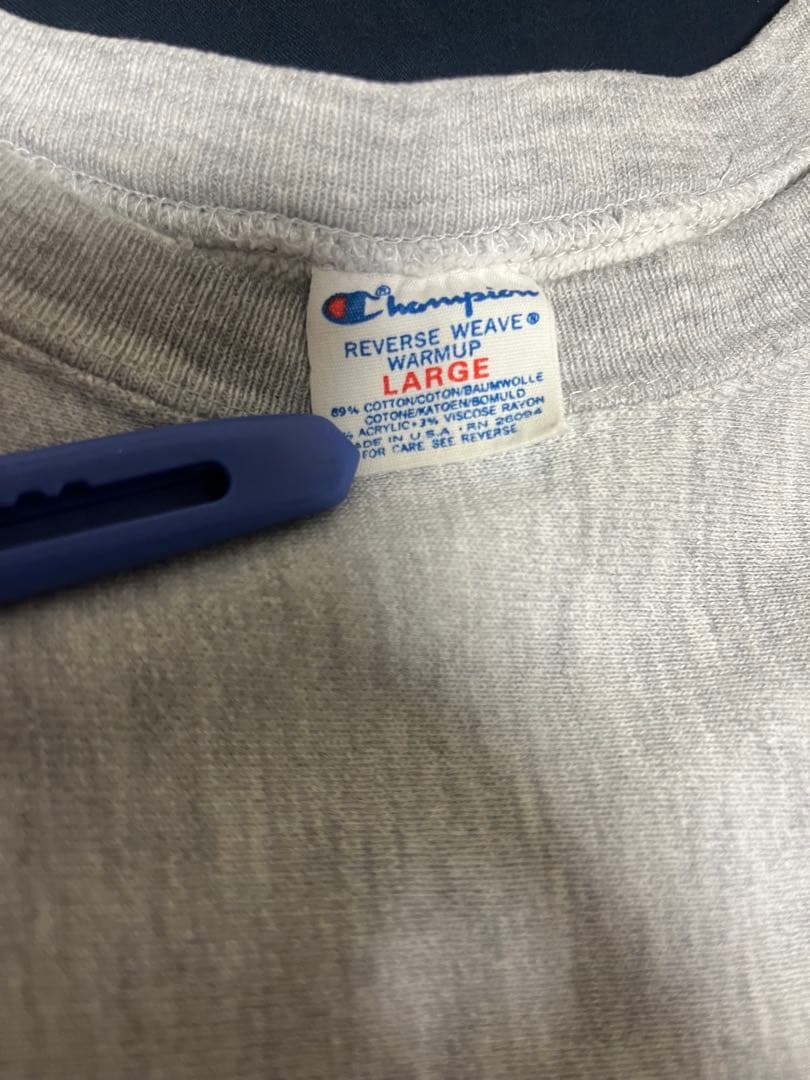 Champion®
REVERSE WEAVE®
WARMUP
LARGE
89% COTTON/COTON/BAUMWOLLE
COTONE/KATOEN/BOMULD
% ACRYLIC • 3% VISCOSE RAYON
ADE IN U.S.A • RN 26094
FOR CARE SEE REVERSE